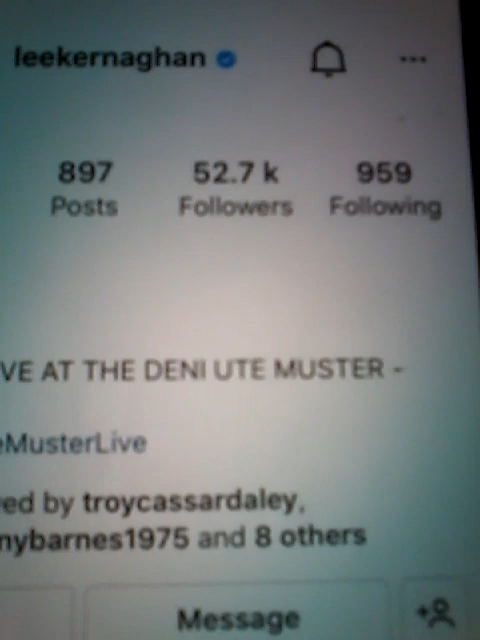 leekernaghan
897 52.7 k 959
Posts Followers Following
VE AT THE DENI UTE MUSTER -
eMusterLive
ed by troycassardaley,
nybarnes1975 and 8 others
Message